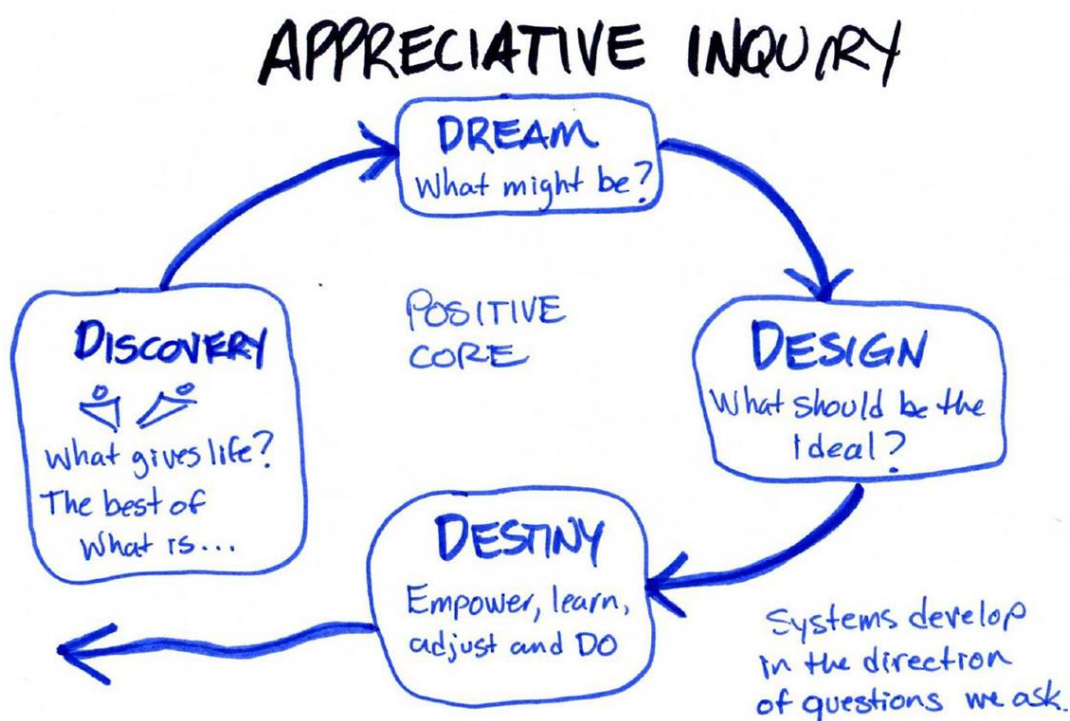 APPRECIATIVE INQUIRY
DREAM
What might be?
POSITIVE
CORE
DISCOVERY
What gives life?
The best of
What is...
DESIGN
What should be the
Ideal?
DESTINY
Empower, learn,
adjust and DO
Systems develop
in the direction
of questions we ask.